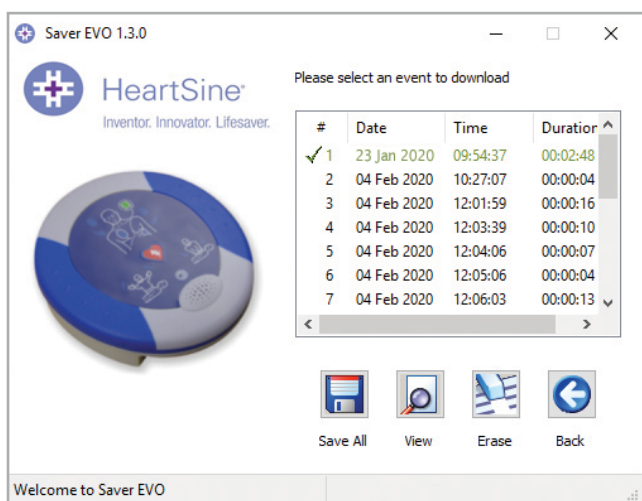 Saver EVO 1.3.0
HeartSine
Inventor. Innovator. Lifesaver.
Please select an event to download
# Date Time Duration
1 23 Jan 2020 09:54:37 00:02:48
2 04 Feb 2020 10:27:07 00:00:04
3 04 Feb 2020 12:01:59 00:00:16
4 04 Feb 2020 12:03:39 00:00:10
5 04 Feb 2020 12:04:06 00:00:07
6 04 Feb 2020 12:05:06 00:00:04
7 04 Feb 2020 12:06:03 00:00:13
Save All View Erase Back
Welcome to Saver EVO